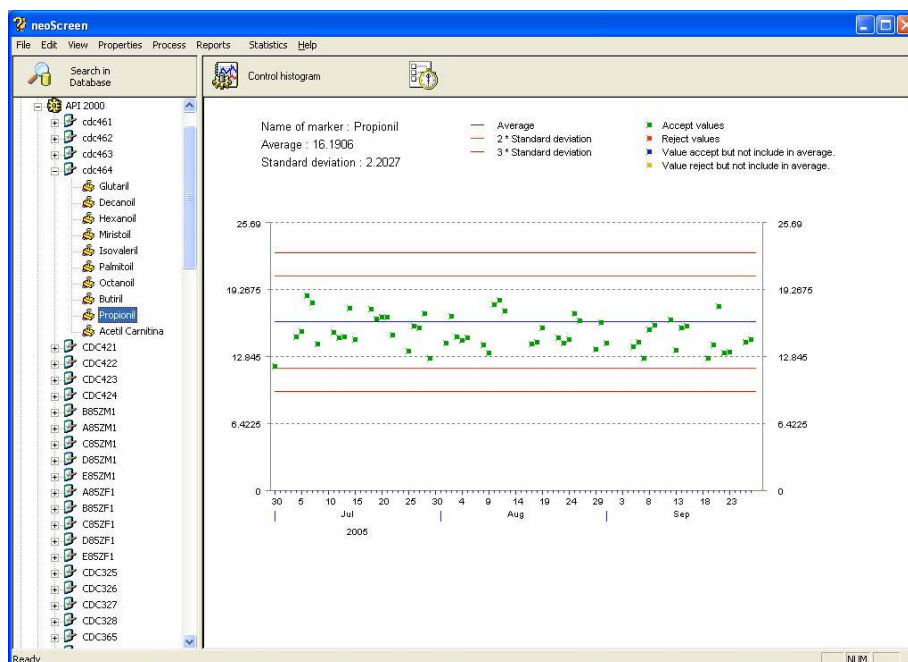 neoScreen
File Edit View Properties Process Reports Statistics Help
Search in
Database
Control histogram
API 2000
cdc461
cdc462
cdc463
cdc464
Glutaril
Decanoil
Hexanoil
Miristoil
Isovaleril
Palmitoil
Octanoil
Butiril
Propionil
Acetil Carnitina
CDC421
CDC422
CDC423
CDC424
B85ZM1
A85ZM1
C85ZM1
D85ZM1
E85ZM1
A85ZF1
B85ZF1
C85ZF1
D85ZF1
E85ZF1
CDC325
CDC326
CDC327
CDC328
CDC365
Name of marker : Propionil
Average : 16.1906
Standard deviation : 2.2027
Average
2 * Standard deviation
3 * Standard deviation
Accept values
Reject values
Value accept but not include in average.
Value reject but not include in average.
25.69 25.69
19.2675 19.2675
12.845 12.845
6.4225 6.4225
0 0
30 5 10 15 20 25 30 4 9 14 19 24 29 3 8 13 18 23
Jul Aug Sep
2005
Ready NUM